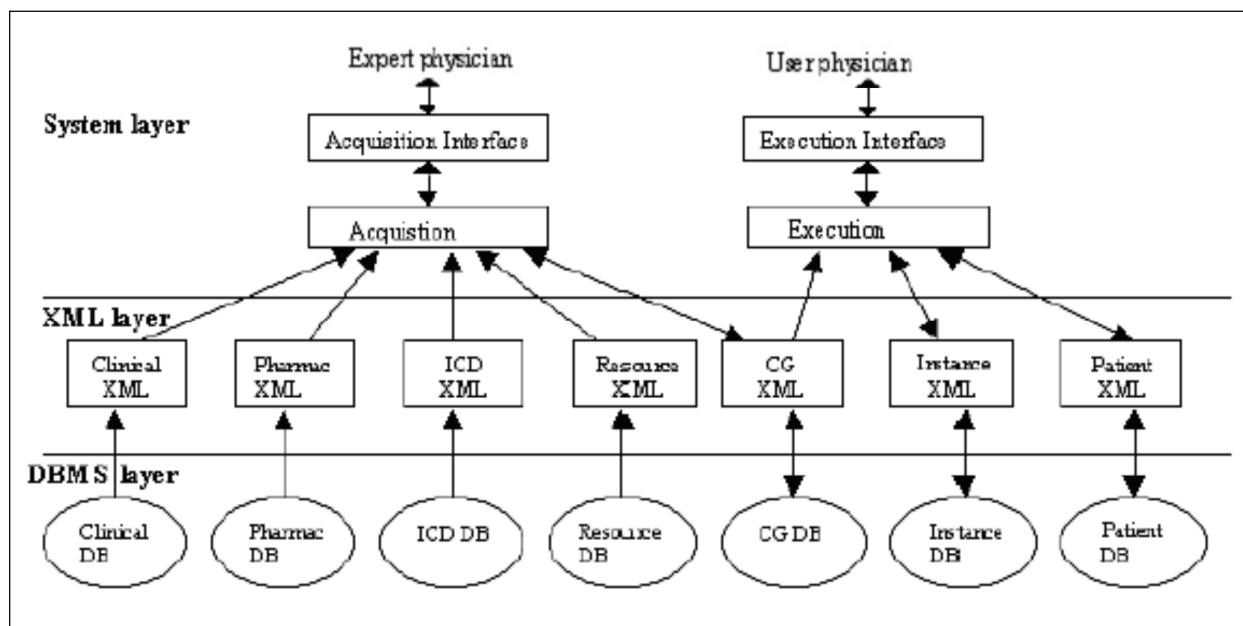 Expert physician
User physician
System layer
Acquisition Interface
Execution Interface
Acquistion
Execution
XML layer
Clinical
XML
Pharmac
XML
ICD
XML
Resource
XML
CG
XML
Instance
XML
Patient
XML
DBMS layer
Clinical
DB
Pharmac
DB
ICD DB
Resource
DB
CG DB
Instance
DB
Patient
DB